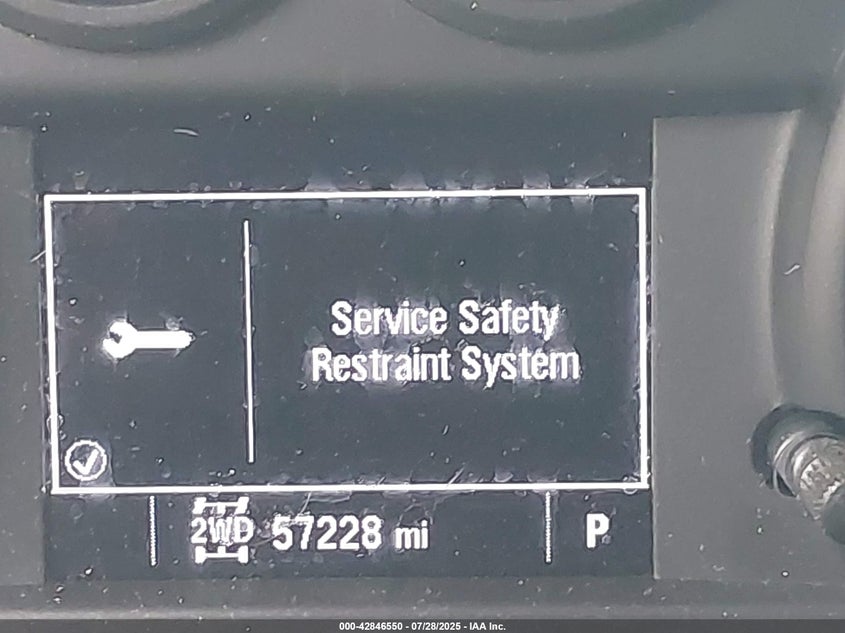 Service Safety
Restraint System
2WD 57228 mi P
000-42846550 - 07/28/2025 - IAA Inc.